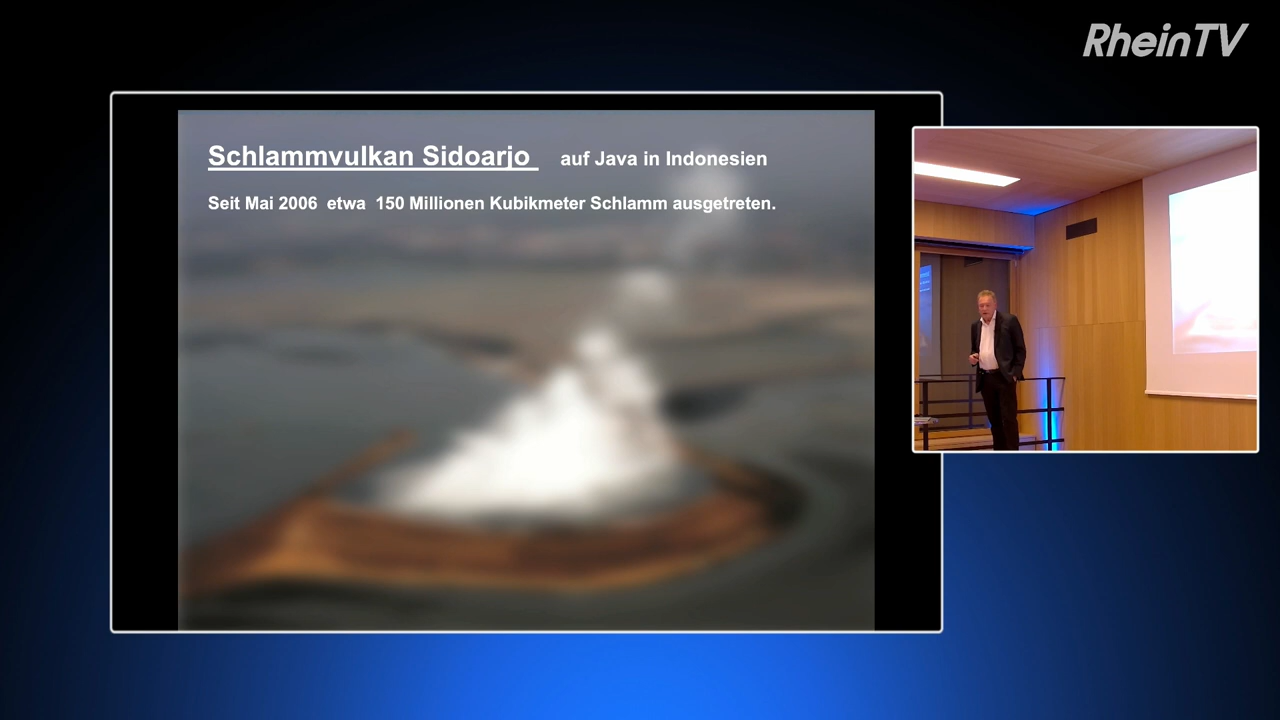 RheinTV
Schlammvulkan Sidoarjo auf Java in Indonesien
Seit Mai 2006 etwa 150 Millionen Kubikmeter Schlamm ausgetreten.